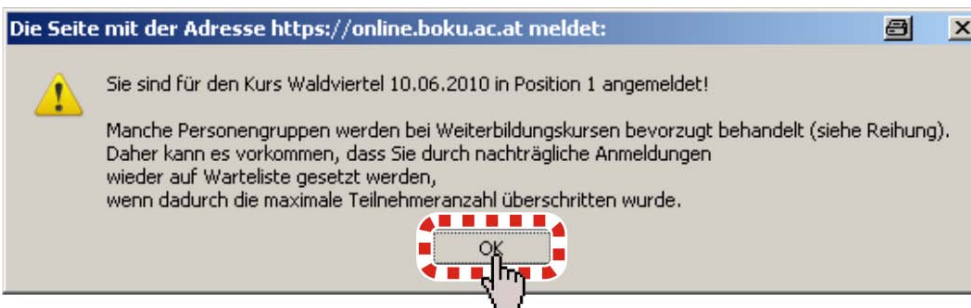 Die Seite mit der Adresse https://online.boku.ac.at meldet:
Sie sind für den Kurs Waldviertel 10.06.2010 in Position 1 angemeldet!
Manche Personengruppen werden bei Weiterbildungskursen bevorzugt behandelt (siehe Reihung).
Daher kann es vorkommen, dass Sie durch nachträgliche Anmeldungen
wieder auf Warteliste gesetzt werden,
wenn dadurch die maximale Teilnehmeranzahl überschritten wurde.
OK